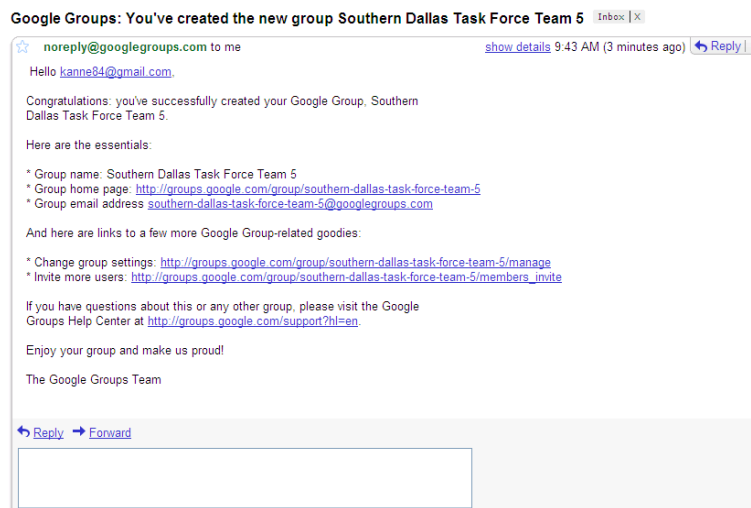 Google Groups: You've created the new group Southern Dallas Task Force Team 5 Inbox | X
noreply@googlegroups.com to me show details 9:43 AM (3 minutes ago) Reply
Hello kanne84@gmail.com,
Congratulations: you've successfully created your Google Group, Southern
Dallas Task Force Team 5.
Here are the essentials:
* Group name: Southern Dallas Task Force Team 5
* Group home page: http://groups.google.com/group/southern-dallas-task-force-team-5
* Group email address southern-dallas-task-force-team-5@googlegroups.com
And here are links to a few more Google Group-related goodies:
* Change group settings: http://groups.google.com/group/southern-dallas-task-force-team-5/manage
* Invite more users: http://groups.google.com/group/southern-dallas-task-force-team-5/members_invite
If you have questions about this or any other group, please visit the Google
Groups Help Center at http://groups.google.com/support?hl=en.
Enjoy your group and make us proud!
The Google Groups Team
Reply Forward